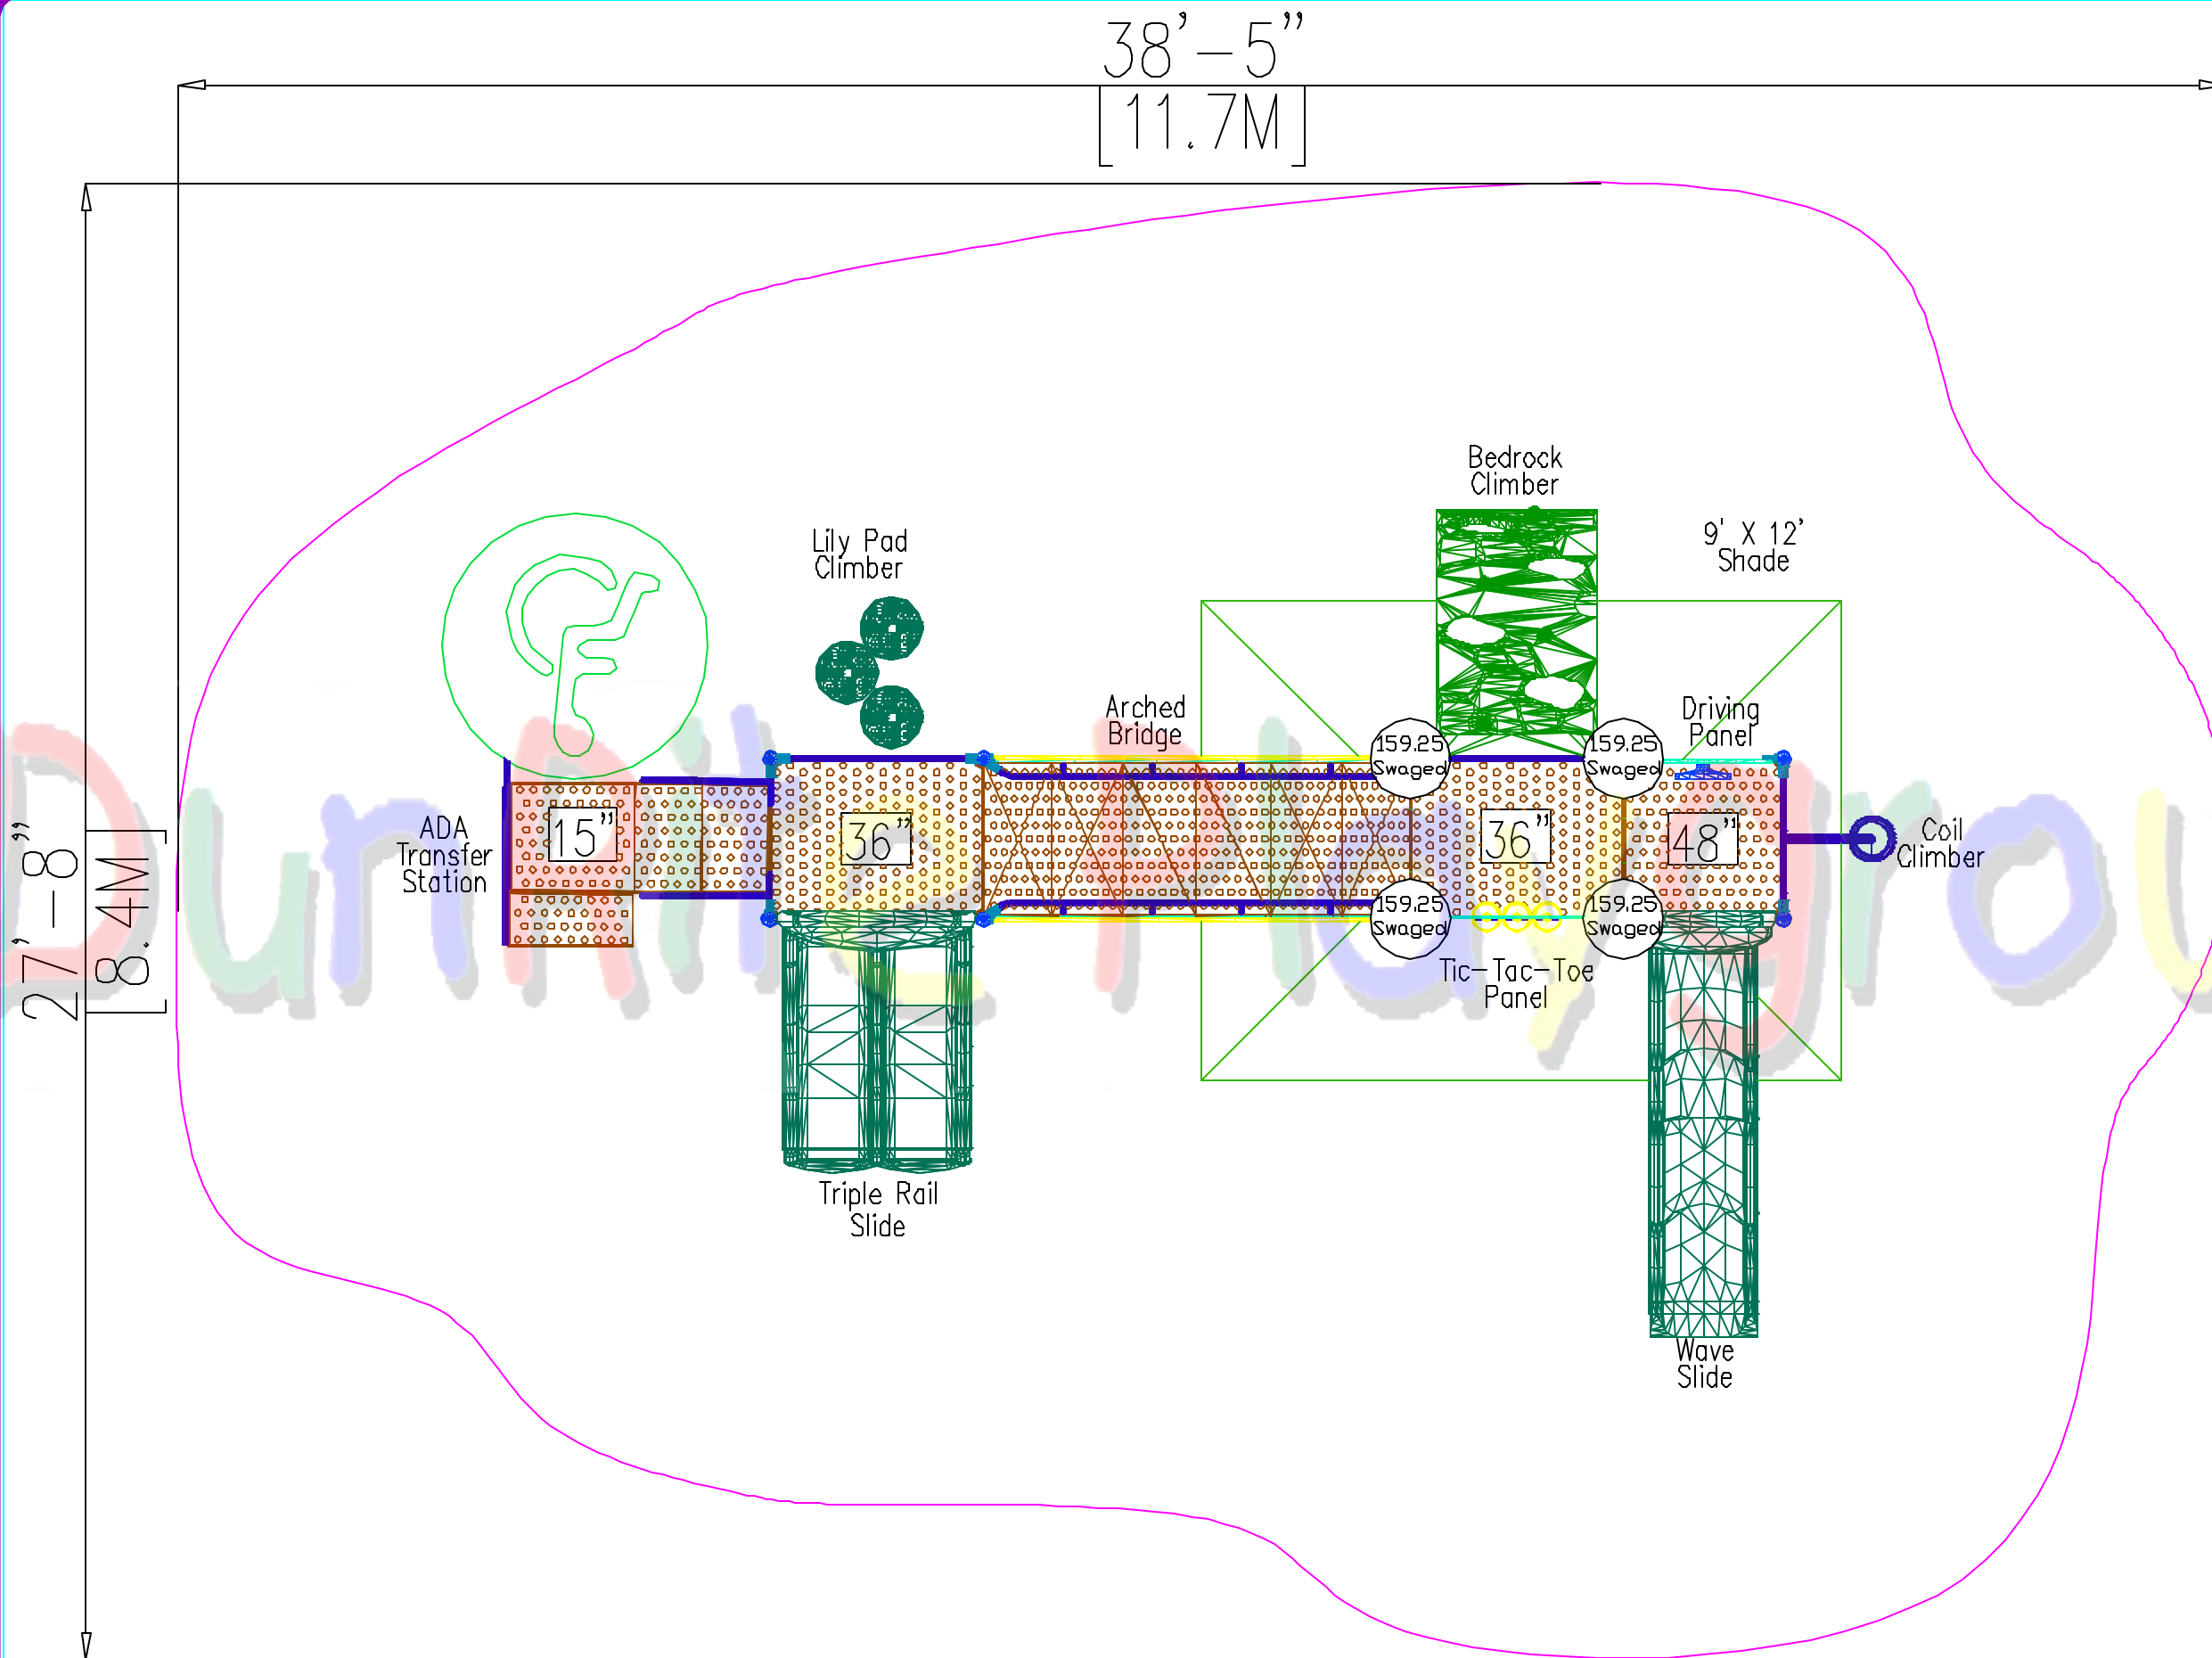 38'-5"
[11.7M]
27'-8"
[8.4M]
Bedrock
Climber
9' X 12'
Shade
Lily Pad
Climber
Arched
Bridge
Driving
Panel
159.25
Swaged
159.25
Swaged
ADA
Transfer
Station
15"
36"
36"
48"
Coil
Climber
159.25
Swaged
159.25
Swaged
Tic-Tac-Toe
Panel
Triple Rail
Slide
Wave
Slide